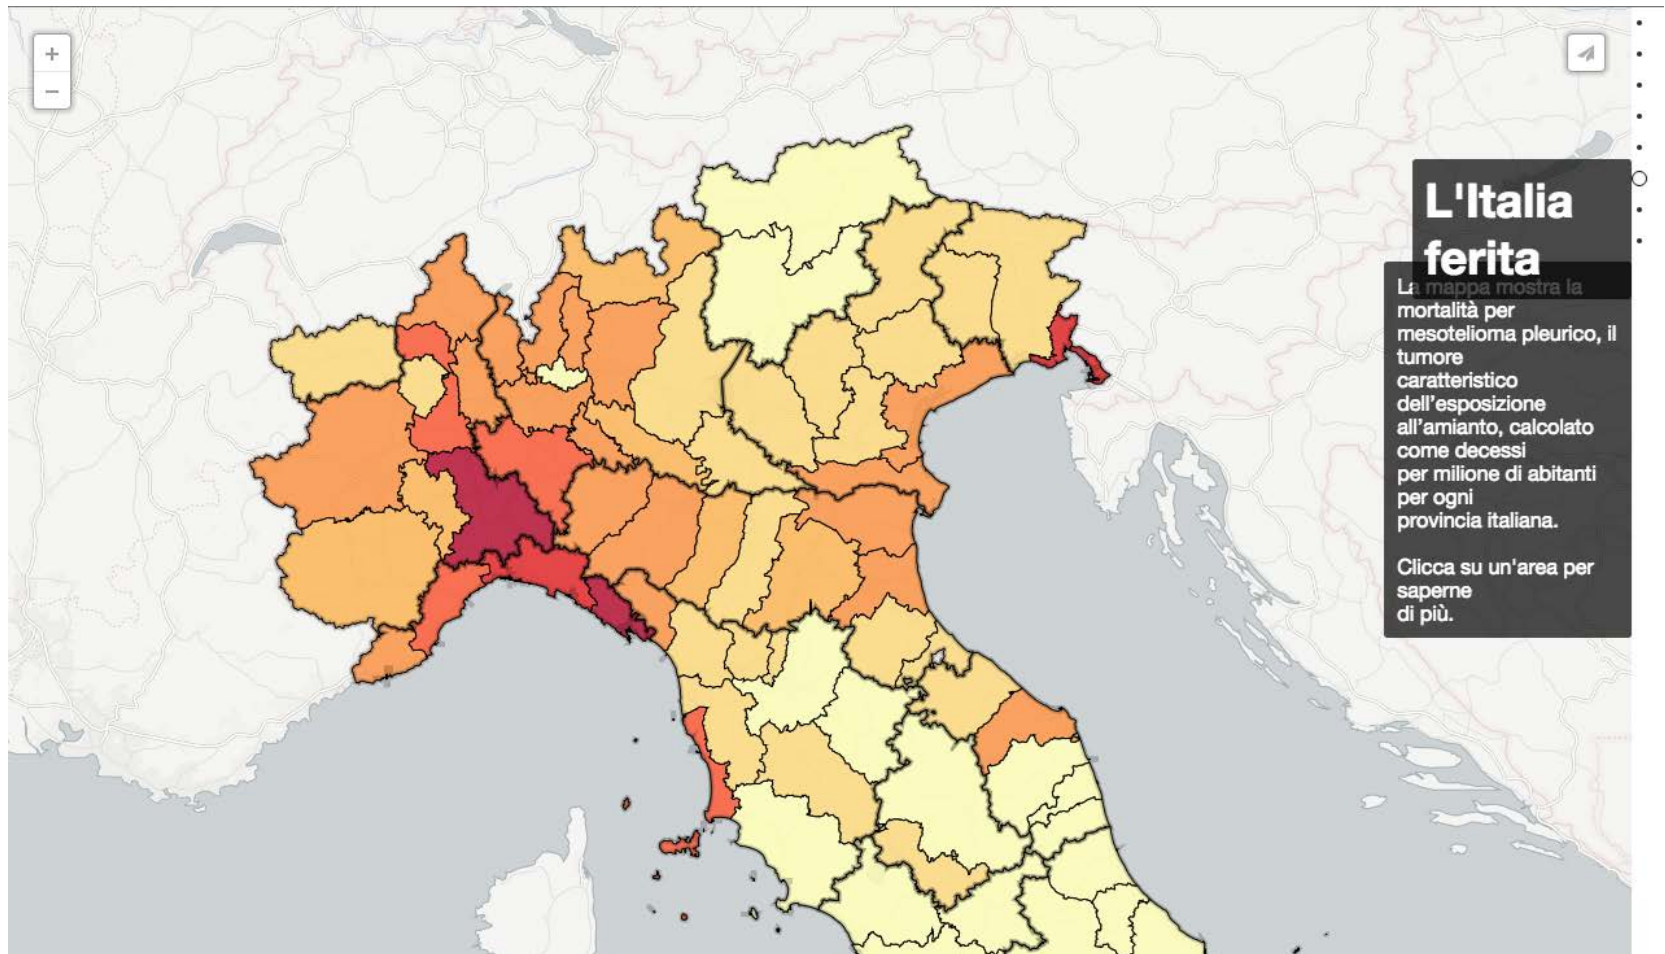 +
−
L'Italia
ferita
La mappa mostra la
mortalità per
mesotelioma pleurico, il
tumore
caratteristico
dell'esposizione
all'amianto, calcolato
come decessi
per milione di abitanti
per ogni
provincia italiana.
Clicca su un'area per
saperne
di più.